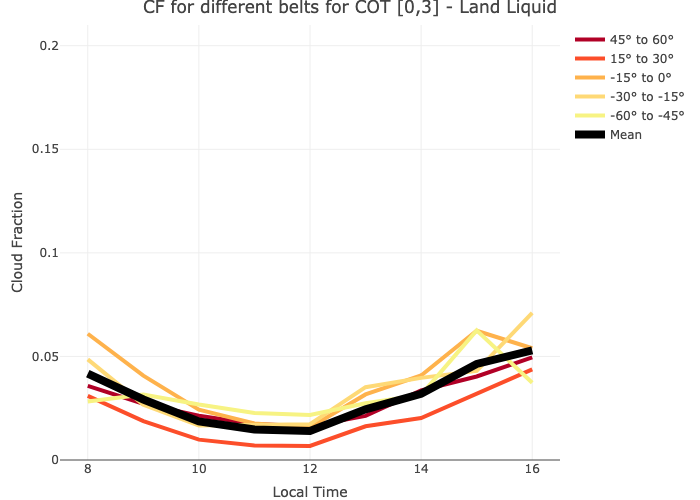 CF for different belts for COT [0,3] - Land Liquid
45° to 60°
15° to 30°
-15° to 0°
-30° to -15°
-60° to -45°
Mean
0.2
0.15
0.1
0.05
0
Cloud Fraction
8
10
12
14
16
Local Time